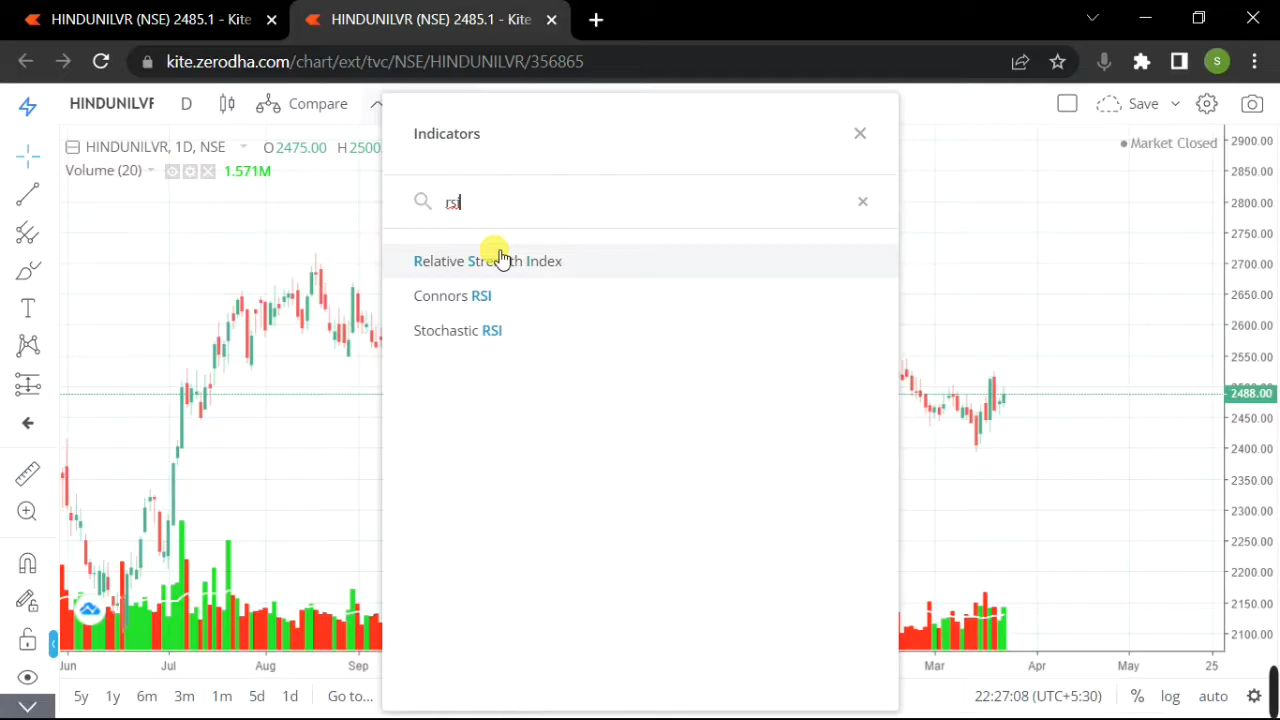 HINDUNILVR (NSE) 2485.1 - Kite
HINDUNILVR (NSE) 2485.1 - Kite
kite.zerodha.com/chart/ext/tvc/NSE/HINDUNILVR/356865
S
HINDUNILVR D Compare
Save
Indicators
HINDUNILVR, 1D, NSE O2475.00 H2500
Market Closed
Volume (20) 1.571M
rsi
Relative Strength Index
Connors RSI
Stochastic RSI
T
2900.00
2850.00
2800.00
2750.00
2700.00
2650.00
2600.00
2550.00
2488.00
2450.00
2400.00
2350.00
2300.00
2250.00
2200.00
2150.00
2100.00
Jun Jul Aug Sep Mar Apr May 25
5y 1y 6m 3m 1m 5d 1d Go to... 22:27:08 (UTC+5:30) % log auto